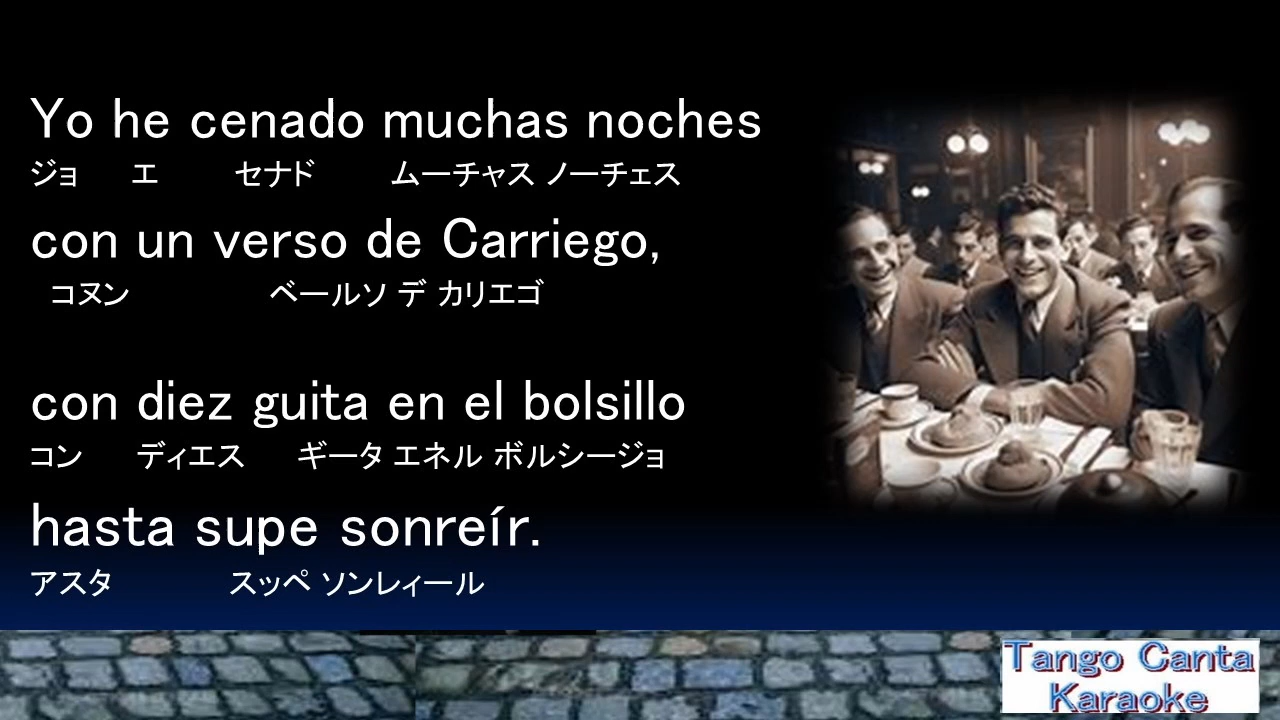 Yo he cenado muchas noches
ジョ エ セナド ムーチャス ノーチェス
con un verso de Carriego,
コヌン ベールソ デ カリエゴ
con diez guita en el bolsillo
コン ディエス ギータ エネル ボルシージョ
hasta supe sonreír.
アスタ スッペ ソンレィール
Tango Canta
Karaoke